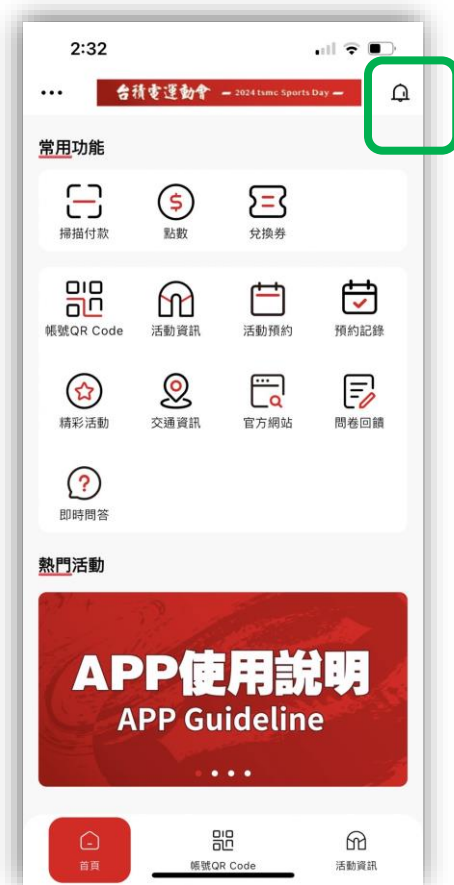 2:32
台積電運動會 — 2024 tsmc Sports Day —
常用功能
掃描付款 點數 兌換券
帳號QR Code 活動資訊 活動預約 預約記錄
精彩活動 交通資訊 官方網站 問卷回饋
即時問答
熱門活動
APP使用說明
APP Guideline
首頁 帳號QR Code 活動資訊